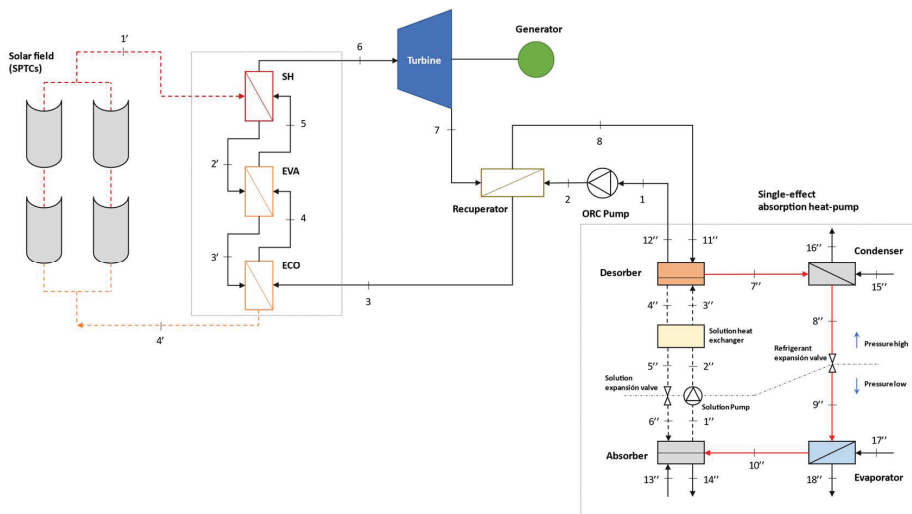 1'
6
Generator
Solar field
(SPTCs)
Turbine
SH
5
7
8
2'
EVA
Recuperator
2
1
ORC Pump
4
Single-effect
absorption heat-pump
3'
ECO
3
4'
12''
11''
16''
Condenser
Desorber
7''
15''
4''
3''
8''
Solution heat
exchanger
Refrigerant
expansión valve
Pressure high
5''
2''
Solution
expansión valve
Pressure low
Solution Pump
9''
6''
1''
Absorber
17''
10''
Evaporator
13''
14''
18''